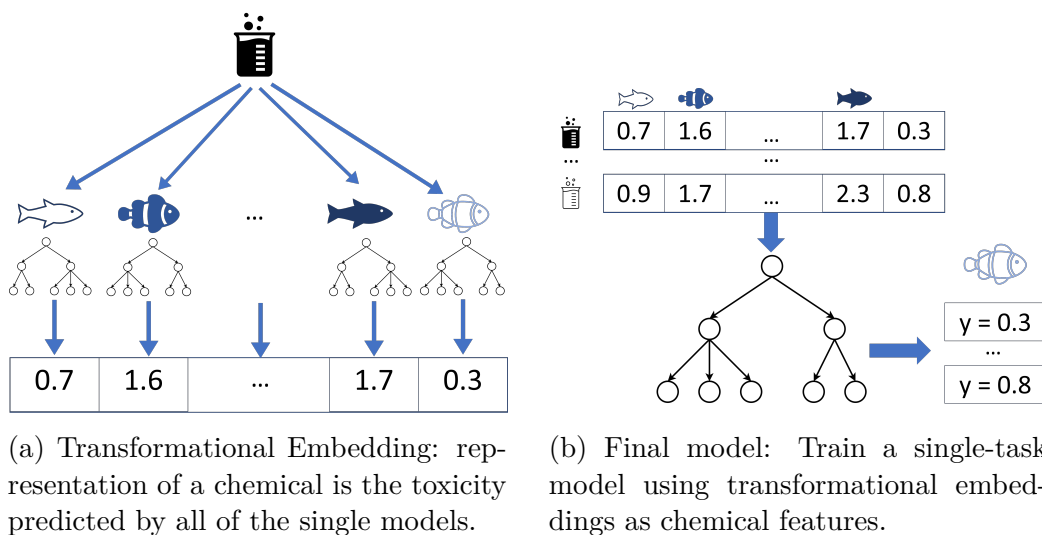 ...
0.7 1.6 ... 1.7 0.3
(a) Transformational Embedding: rep-
resentation of a chemical is the toxicity
predicted by all of the single models.
0.7 1.6 ... 1.7 0.3
... ...
0.9 1.7 ... 2.3 0.8
y = 0.3
...
y = 0.8
(b) Final model: Train a single-task
model using transformational embed-
dings as chemical features.